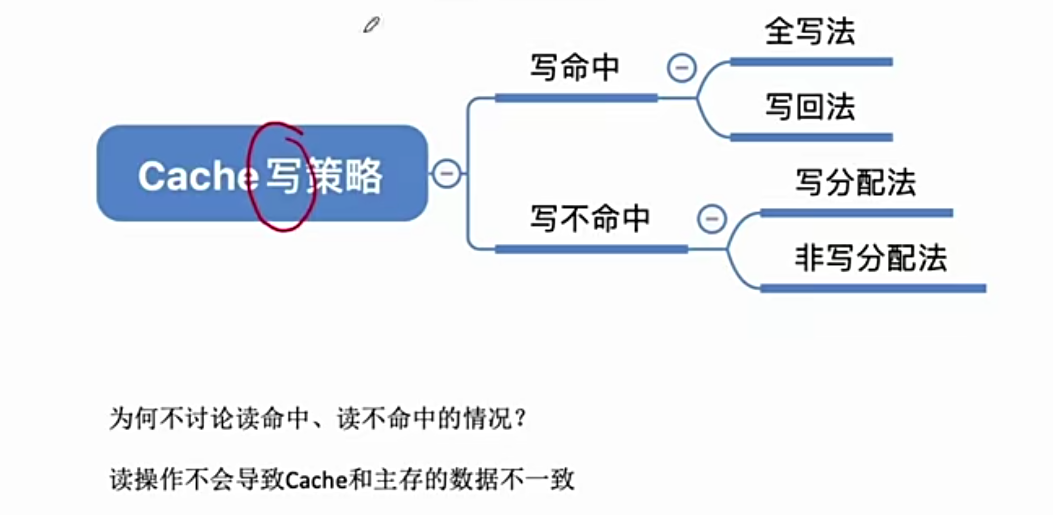 Cache写策略
写命中
全写法
写回法
写不命中
写分配法
非写分配法
为何不讨论读命中、读不命中的情况？
读操作不会导致Cache和主存的数据不一致